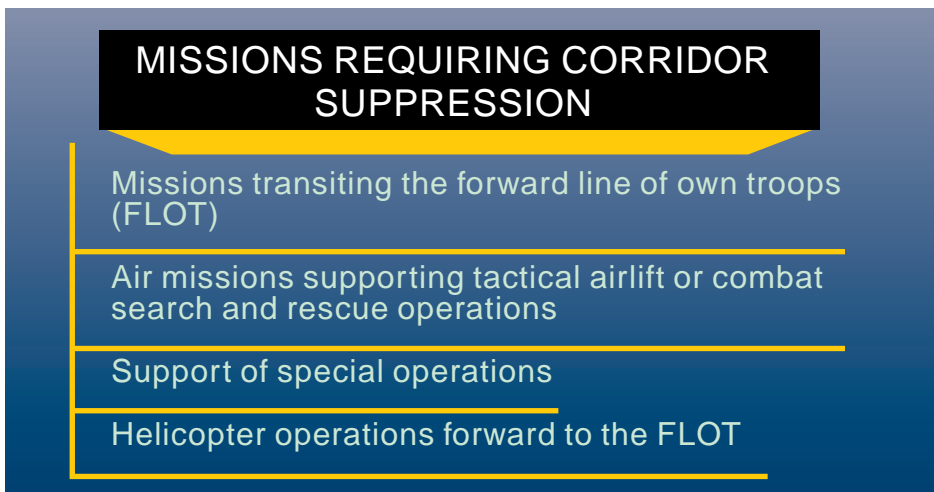 MISSIONS REQUIRING CORRIDOR
SUPPRESSION
Missions transiting the forward line of own troops
(FLOT)
Air missions supporting tactical airlift or combat
search and rescue operations
Support of special operations
Helicopter operations forward to the FLOT